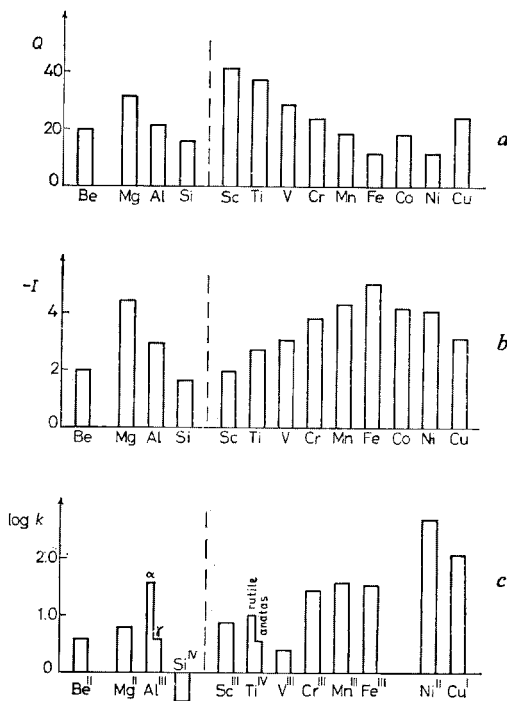 Q
40
20
0
Be Mg Al Si Sc Ti V Cr Mn Fe Co Ni Cu
a
-I
4
2
0
Be Mg Al Si Sc Ti V Cr Mn Fe Co Ni Cu
b
log k
2.0
1.0
0
α
γ
Si^IV
rutile
anatas
Be^II Mg^II Al^III Sc^III Ti^IV V^III Cr^III Mn^III Fe^III Ni^II Cu^I
c